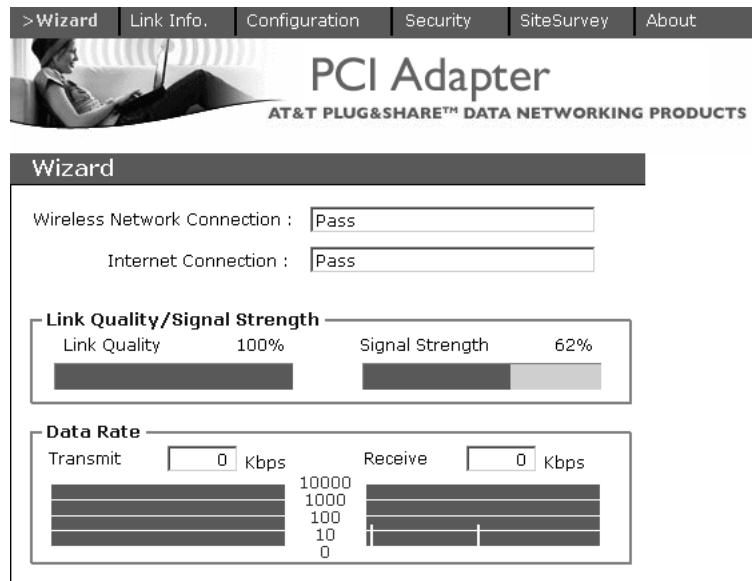 >Wizard Link Info. Configuration Security SiteSurvey About
PCI Adapter
AT&T PLUG&SHARE™ DATA NETWORKING PRODUCTS
Wizard
Wireless Network Connection : Pass
Internet Connection : Pass
Link Quality/Signal Strength
Link Quality 100% Signal Strength 62%
Data Rate
Transmit 0 Kbps Receive 0 Kbps
10000
1000
100
10
0